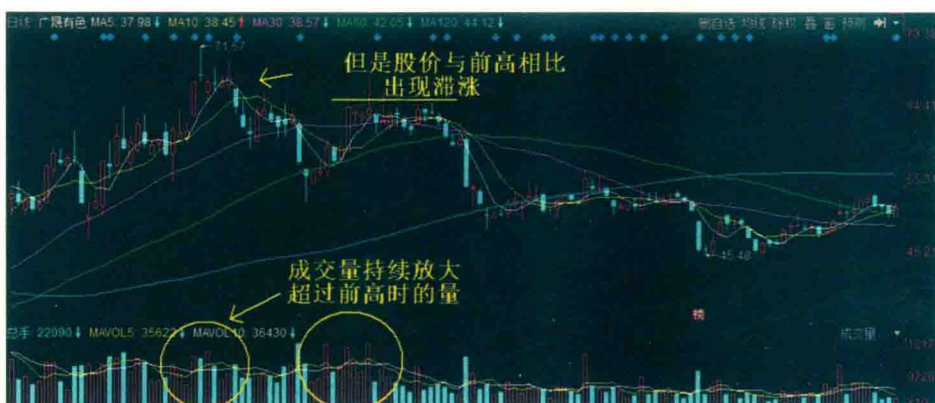 日线 广晟有色 MA5: 37.98↓ MA10: 38.45↑ MA30: 38.57↓ MA60: 42.05↓ MA120: 44.12↓
71.57
但是股价与前高相比
出现滞涨
成交量持续放大
超过前高时的量
45.46
榜
总手 22090↓ MAVOL5: 35622↓ MAVOL10: 36430↓ 成交量